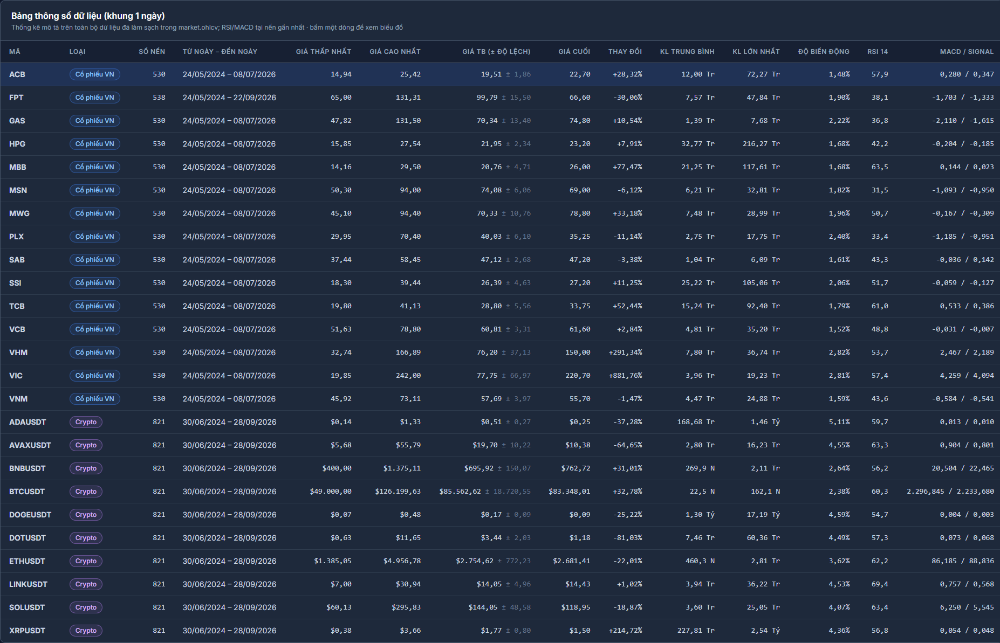 Bảng thông số dữ liệu (khung 1 ngày)
Thống kê mô tả trên toàn bộ dữ liệu đã làm sạch trong market.ohlcv; RSI/MACD tại nến gần nhất · bấm một dòng để xem biểu đồ
MÃ LOẠI SỐ NẾN TỪ NGÀY – ĐẾN NGÀY GIÁ THẤP NHẤT GIÁ CAO NHẤT GIÁ TB (± ĐỘ LỆCH) GIÁ CUỐI THAY ĐỔI KL TRUNG BÌNH KL LỚN NHẤT ĐỘ BIẾN ĐỘNG RSI 14 MACD / SIGNAL
ACB Cổ phiếu VN 530 24/05/2024 – 08/07/2026 14,94 25,42 19,51 ± 1,86 22,70 +28,32% 12,00 Tr 72,27 Tr 1,48% 57,9 0,280 / 0,347
FPT Cổ phiếu VN 538 24/05/2024 – 22/09/2026 65,00 131,31 99,79 ± 15,50 66,60 -30,06% 7,57 Tr 47,84 Tr 1,90% 38,1 -1,703 / -1,333
GAS Cổ phiếu VN 530 24/05/2024 – 08/07/2026 47,82 131,50 70,34 ± 13,40 74,80 +10,54% 1,39 Tr 7,68 Tr 2,22% 36,8 -2,110 / -1,615
HPG Cổ phiếu VN 530 24/05/2024 – 08/07/2026 15,85 27,54 21,95 ± 2,34 23,20 +7,91% 32,77 Tr 216,27 Tr 1,68% 42,2 -0,204 / -0,185
MBB Cổ phiếu VN 530 24/05/2024 – 08/07/2026 14,16 29,50 20,76 ± 4,71 26,00 +77,47% 21,25 Tr 117,61 Tr 1,68% 63,5 0,144 / 0,023
MSN Cổ phiếu VN 530 24/05/2024 – 08/07/2026 50,30 94,00 74,08 ± 6,06 69,00 -6,12% 6,21 Tr 32,81 Tr 1,82% 31,5 -1,093 / -0,950
MWG Cổ phiếu VN 530 24/05/2024 – 08/07/2026 45,10 94,40 70,33 ± 10,76 78,80 +33,18% 7,48 Tr 28,99 Tr 1,96% 50,7 -0,167 / -0,309
PLX Cổ phiếu VN 530 24/05/2024 – 08/07/2026 29,95 70,40 40,03 ± 6,10 35,25 -11,14% 2,75 Tr 17,75 Tr 2,40% 33,4 -1,185 / -0,951
SAB Cổ phiếu VN 530 24/05/2024 – 08/07/2026 37,44 58,45 47,12 ± 2,68 47,20 -3,38% 1,04 Tr 6,09 Tr 1,61% 43,3 -0,036 / 0,142
SSI Cổ phiếu VN 530 24/05/2024 – 08/07/2026 18,30 39,44 26,39 ± 4,63 27,20 +11,25% 25,22 Tr 105,06 Tr 2,06% 51,7 -0,059 / -0,127
TCB Cổ phiếu VN 530 24/05/2024 – 08/07/2026 19,80 41,13 28,80 ± 5,56 33,75 +52,44% 15,24 Tr 92,40 Tr 1,79% 61,0 0,533 / 0,386
VCB Cổ phiếu VN 530 24/05/2024 – 08/07/2026 51,63 78,80 60,81 ± 3,31 61,60 +2,84% 4,81 Tr 35,20 Tr 1,52% 48,8 -0,031 / -0,007
VHM Cổ phiếu VN 530 24/05/2024 – 08/07/2026 32,74 166,89 76,20 ± 37,13 150,00 +291,34% 7,80 Tr 36,74 Tr 2,82% 53,7 2,467 / 2,189
VIC Cổ phiếu VN 530 24/05/2024 – 08/07/2026 19,85 242,00 77,75 ± 66,97 220,70 +881,76% 3,96 Tr 19,23 Tr 2,81% 57,4 4,259 / 4,094
VNM Cổ phiếu VN 530 24/05/2024 – 08/07/2026 45,92 73,11 57,69 ± 3,97 55,70 -1,47% 4,47 Tr 24,88 Tr 1,59% 43,6 -0,584 / -0,541
ADAUSDT Crypto 821 30/06/2024 – 28/09/2026 $0,14 $1,33 $0,51 ± 0,27 $0,25 -37,28% 168,68 Tr 1,46 Tỷ 5,11% 59,7 0,013 / 0,010
AVAXUSDT Crypto 821 30/06/2024 – 28/09/2026 $5,68 $55,79 $19,70 ± 10,22 $10,38 -64,65% 2,80 Tr 16,23 Tr 4,55% 63,3 0,904 / 0,801
BNBUSDT Crypto 821 30/06/2024 – 28/09/2026 $400,00 $1.375,11 $695,92 ± 150,07 $762,72 +31,01% 269,9 N 2,11 Tr 2,64% 56,2 20,504 / 22,465
BTCUSDT Crypto 821 30/06/2024 – 28/09/2026 $49.000,00 $126.199,63 $85.562,62 ± 18.720,55 $83.348,01 +32,78% 22,5 N 162,1 N 2,38% 60,3 2.296,845 / 2.233,680
DOGEUSDT Crypto 821 30/06/2024 – 28/09/2026 $0,07 $0,48 $0,17 ± 0,09 $0,09 -25,22% 1,30 Tỷ 17,19 Tỷ 4,59% 54,7 0,004 / 0,003
DOTUSDT Crypto 821 30/06/2024 – 28/09/2026 $0,63 $11,65 $3,44 ± 2,03 $1,18 -81,03% 7,46 Tr 60,36 Tr 4,49% 57,3 0,073 / 0,068
ETHUSDT Crypto 821 30/06/2024 – 28/09/2026 $1.385,05 $4.956,78 $2.754,62 ± 772,23 $2.681,41 -22,01% 460,3 N 2,81 Tr 3,62% 62,2 86,185 / 88,836
LINKUSDT Crypto 821 30/06/2024 – 28/09/2026 $7,00 $30,94 $14,05 ± 4,96 $14,43 +1,02% 3,94 Tr 36,22 Tr 4,53% 69,4 0,757 / 0,568
SOLUSDT Crypto 821 30/06/2024 – 28/09/2026 $60,13 $295,83 $144,05 ± 48,58 $118,95 -18,87% 3,60 Tr 25,05 Tr 4,07% 63,4 6,250 / 5,545
XRPUSDT Crypto 821 30/06/2024 – 28/09/2026 $0,38 $3,66 $1,77 ± 0,80 $1,50 +214,72% 227,81 Tr 2,54 Tỷ 4,36% 56,8 0,054 / 0,048